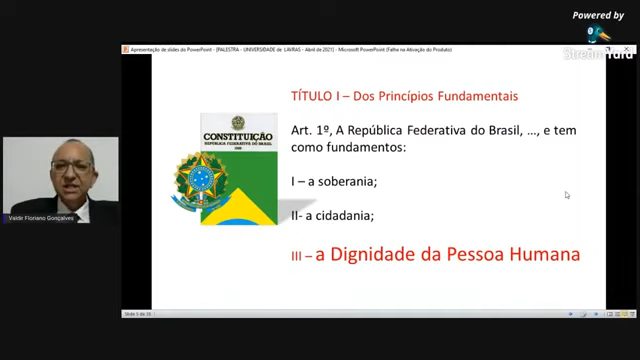 Powered by
StreamYard
Apresentação de slides do PowerPoint - [PALESTRA - UNIVERSIDADE de LAVRAS - Abril de 2021] - Microsoft PowerPoint (Falha na Ativação do Produto)
TÍTULO I – Dos Princípios Fundamentais
CONSTITUIÇÃO
REPÚBLICA FEDERATIVA DO BRASIL
1988
Art. 1º, A República Federativa do Brasil, ..., e tem
como fundamentos:
I – a soberania;
II- a cidadania;
III – a Dignidade da Pessoa Humana
Valde Floriano Gonçalves